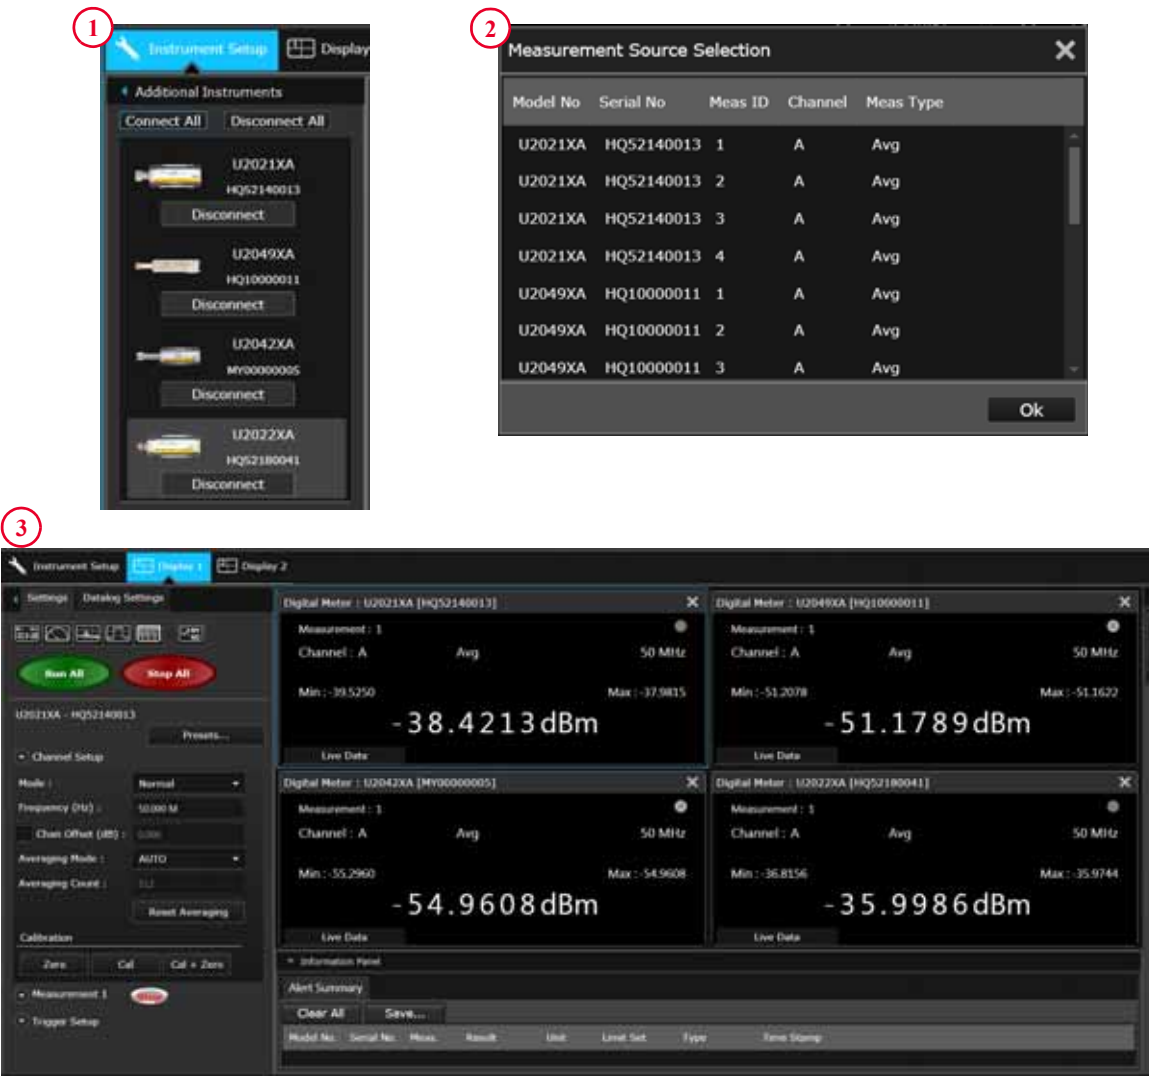 1
Instrument Setup Display
Additional Instruments
Connect All Disconnect All
U2021XA
HQ52140013
Disconnect
U2049XA
HQ10000011
Disconnect
U2042XA
MY00000005
Disconnect
U2022XA
HQ52180041
Disconnect
2
Measurement Source Selection
Model No Serial No Meas ID Channel Meas Type
U2021XA HQ52140013 1 A Avg
U2021XA HQ52140013 2 A Avg
U2021XA HQ52140013 3 A Avg
U2021XA HQ52140013 4 A Avg
U2049XA HQ10000011 1 A Avg
U2049XA HQ10000011 2 A Avg
U2049XA HQ10000011 3 A Avg
Ok
3
Instrument Setup Display 1 Display 2
Settings Datalog Settings
Run All Stop All
U2021XA - HQ52140013
Presets...
Channel Setup
Mode : Normal
Frequency (Hz) : 50.000 M
Chan Offset (dB) : 0.000
Averaging Mode : AUTO
Averaging Count : 512
Reset Averaging
Calibration
Zero Cal Cal + Zero
Measurement 1
Trigger Setup
Digital Meter : U2021XA [HQ52140013]
Measurement : 1
Channel : A Avg 50 MHz
Min : -39.5250 Max : -37.9815
-38.4213dBm
Live Data
Digital Meter : U2049XA [HQ10000011]
Measurement : 1
Channel : A Avg 50 MHz
Min : -51.2078 Max : -51.1622
-51.1789dBm
Live Data
Digital Meter : U2042XA [MY00000005]
Measurement : 1
Channel : A Avg 50 MHz
Min : -55.2960 Max : -54.9608
-54.9608dBm
Live Data
Digital Meter : U2022XA [HQ52180041]
Measurement : 1
Channel : A Avg 50 MHz
Min : -36.8156 Max : -35.9744
-35.9986dBm
Live Data
Information Panel
Alert Summary
Clear All Save...
Model No. Serial No. Meas. Result Unit Limit Set Type Time Stamp